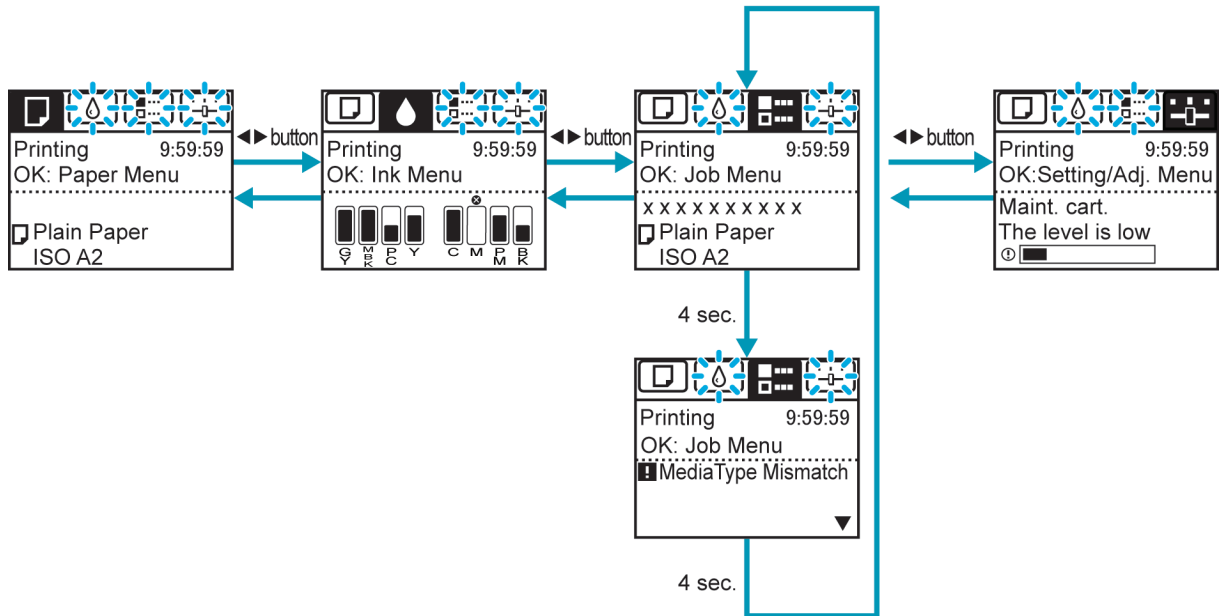 Printing 9:59:59
OK: Paper Menu
Plain Paper
ISO A2
◀▶ button
Printing 9:59:59
OK: Ink Menu
GY MBK PC Y C M PM BK
◀▶ button
Printing 9:59:59
OK: Job Menu
x x x x x x x x x x
Plain Paper
ISO A2
◀▶ button
Printing 9:59:59
OK:Setting/Adj. Menu
Maint. cart.
The level is low
4 sec.
Printing 9:59:59
OK: Job Menu
MediaType Mismatch
4 sec.